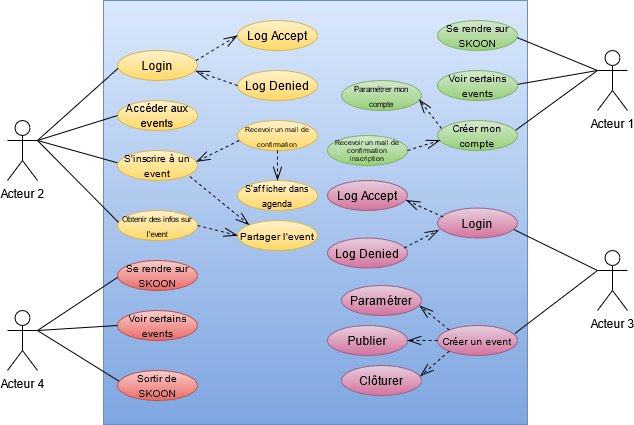 Log Accept
Login
Log Denied
Accéder aux
events
Recevoir un mail de
confirmation
S'inscrire à un
event
S'afficher dans
agenda
Obtenir des infos sur
l'event
Partager l'event
Acteur 2
Se rendre sur
SKOON
Voir certains
events
Sortir de
SKOON
Acteur 4
Se rendre sur
SKOON
Voir certains
events
Paramétrer mon
compte
Créer mon
compte
Recevoir un mail de
confirmation
inscription
Acteur 1
Log Accept
Login
Log Denied
Paramétrer
Publier
Créer un event
Clôturer
Acteur 3